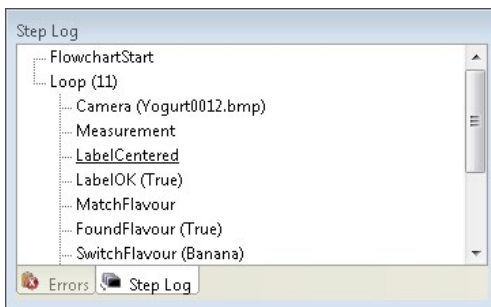 Step Log
FlowchartStart
Loop (11)
Camera (Yogurt0012.bmp)
Measurement
LabelCentered
LabelOK (True)
MatchFlavour
FoundFlavour (True)
SwitchFlavour (Banana)
Errors Step Log